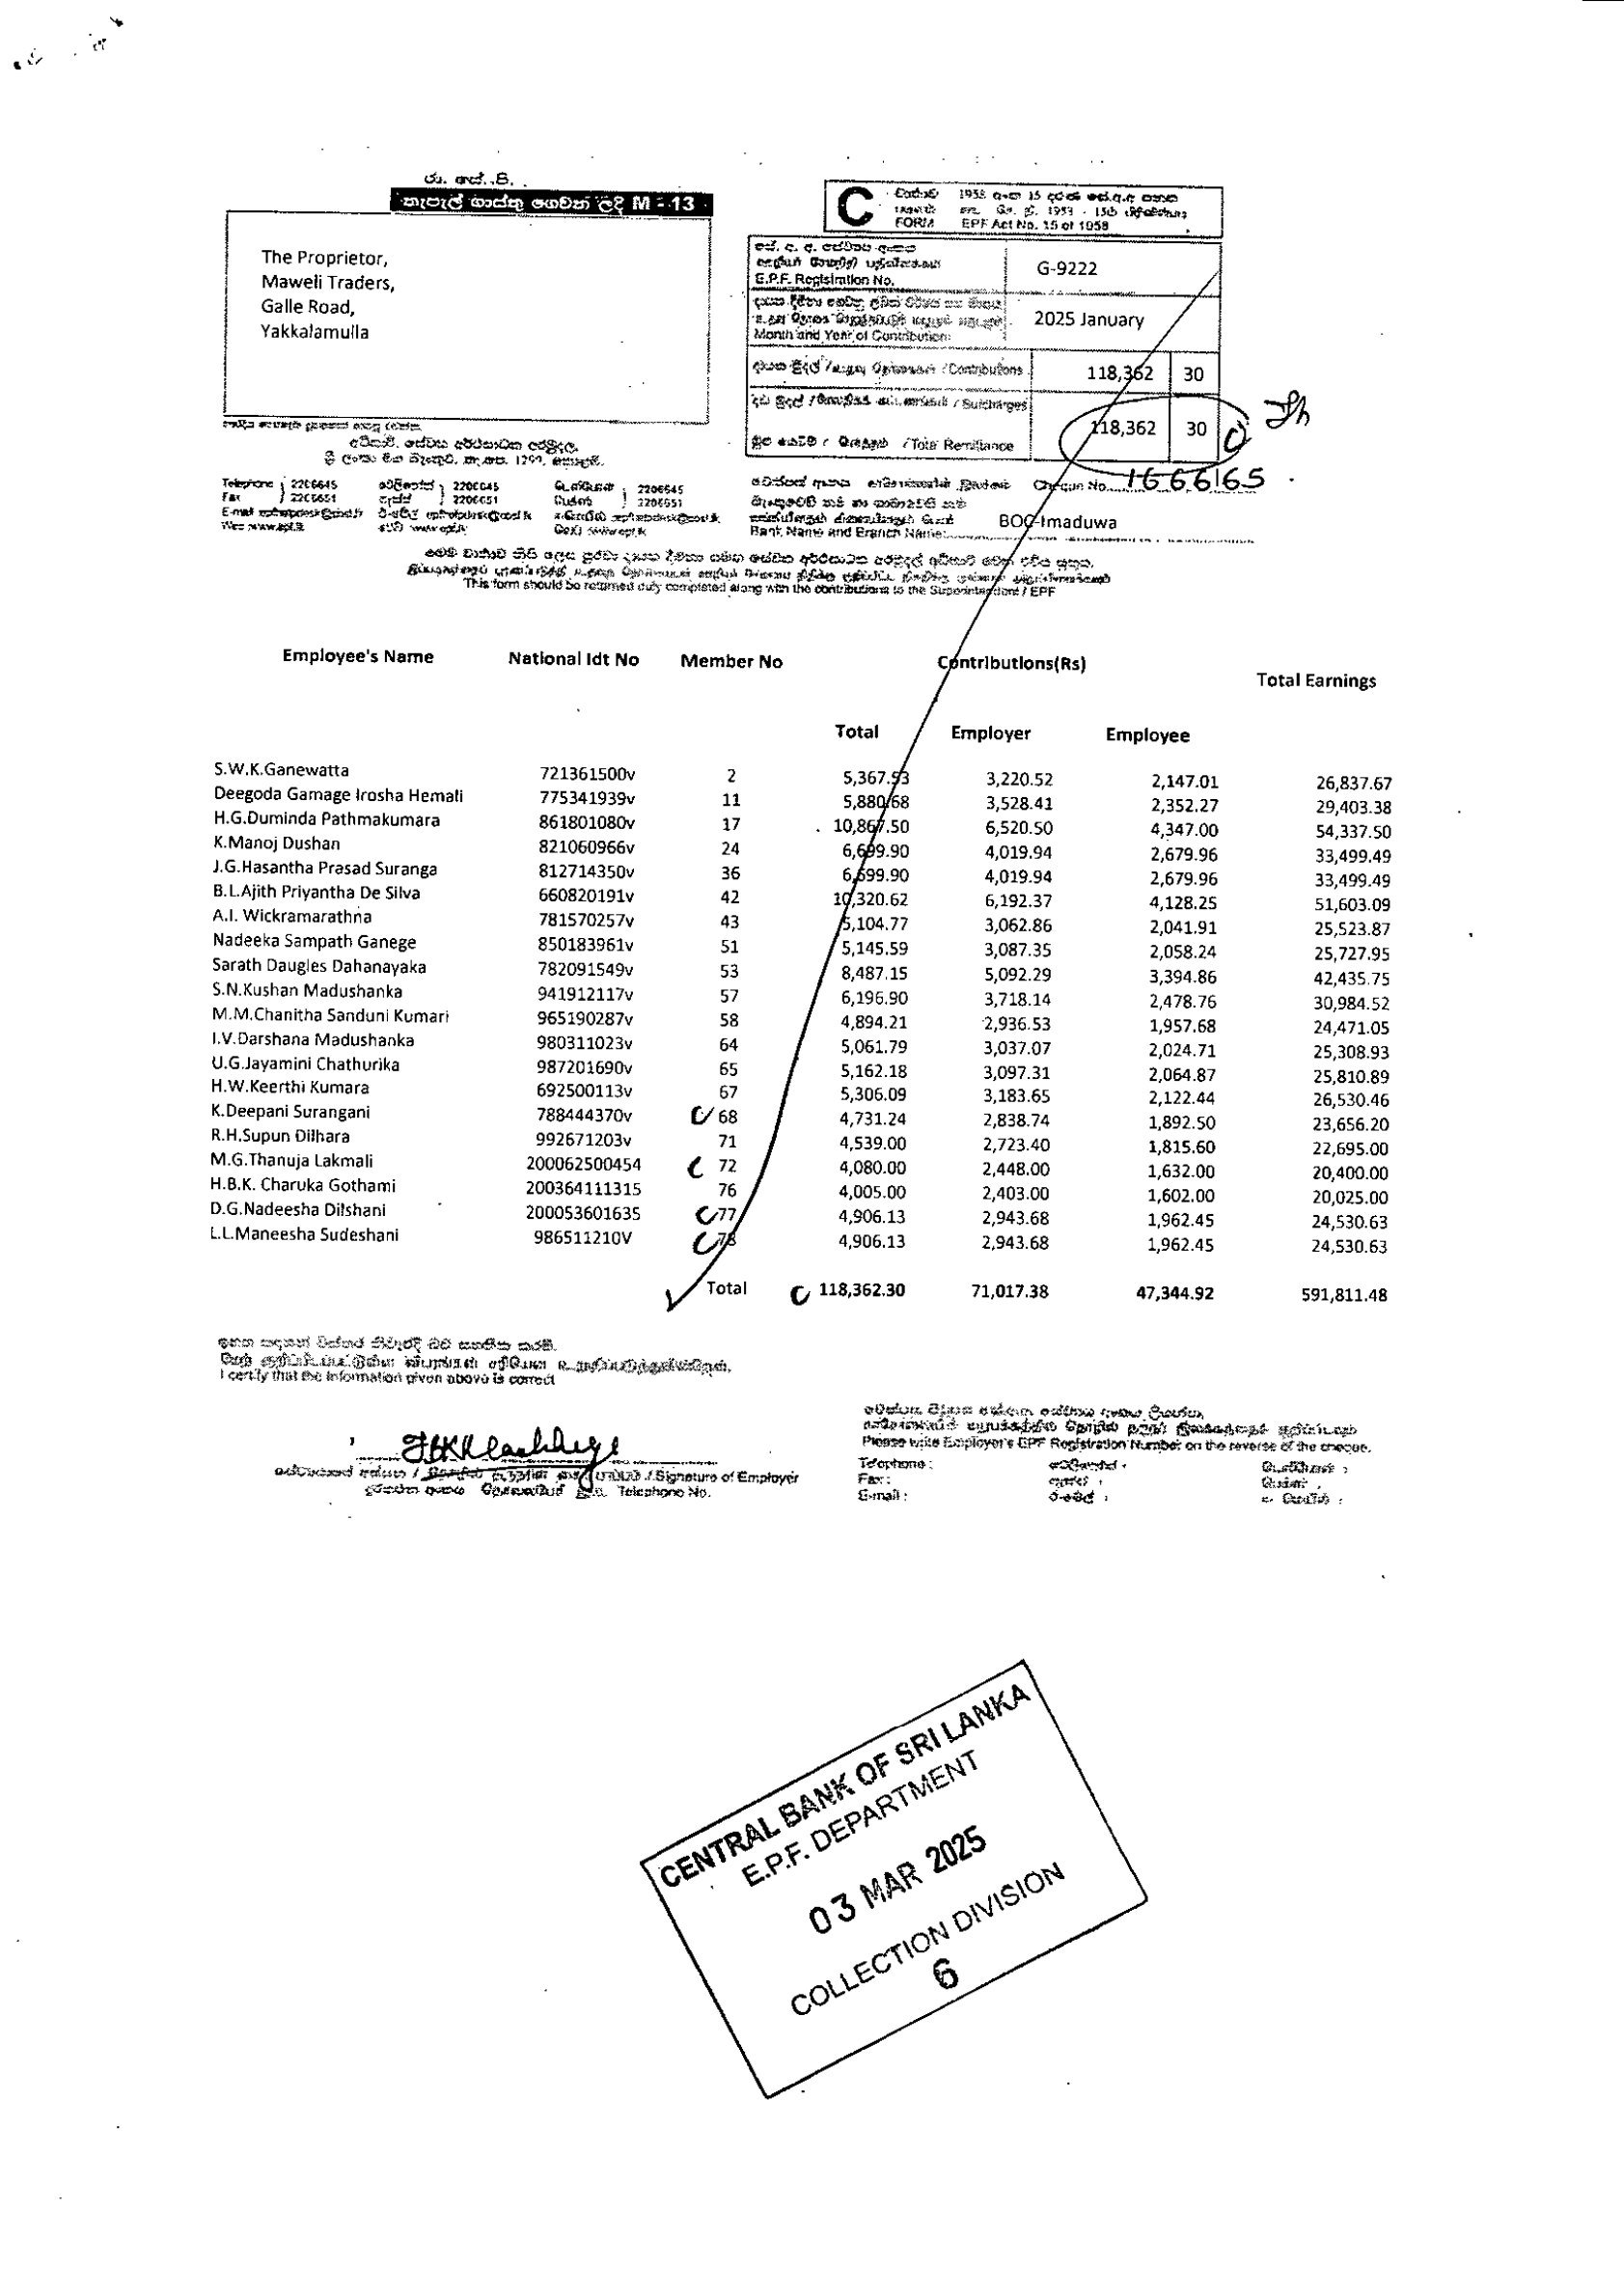 රා. සේ. පි.
තැපැල් ගාස්තු ගෙවන ලදි M - 13
The Proprietor,
Maweli Traders,
Galle Road,
Yakkalamulla
C
FORM EPF Act No. 15 of 1958
E.P.F. Registration No. G-9222
Month and Year of Contribution: 2025 January
Contributions 118,362 30
Surcharges
Total Remittance 118,362 30
Cheque No. 1666165
Bank Name and Branch Name: BOC-Imaduwa
Telephone 2206645 2206645 2206645
Fax 2206651 2206651 2206651
This form should be returned duly completed along with the contributions to the Superintendent / EPF
Employee's Name National Idt No Member No Contributions(Rs) Total Earnings
Total Employer Employee
S.W.K.Ganewatta 721361500v 2 5,367.53 3,220.52 2,147.01 26,837.67
Deegoda Gamage Irosha Hemali 775341939v 11 5,880.68 3,528.41 2,352.27 29,403.38
H.G.Duminda Pathmakumara 861801080v 17 10,867.50 6,520.50 4,347.00 54,337.50
K.Manoj Dushan 821060966v 24 6,699.90 4,019.94 2,679.96 33,499.49
J.G.Hasantha Prasad Suranga 812714350v 36 6,699.90 4,019.94 2,679.96 33,499.49
B.L.Ajith Priyantha De Silva 660820191v 42 10,320.62 6,192.37 4,128.25 51,603.09
A.I. Wickramarathna 781570257v 43 5,104.77 3,062.86 2,041.91 25,523.87
Nadeeka Sampath Ganege 850183961v 51 5,145.59 3,087.35 2,058.24 25,727.95
Sarath Daugles Dahanayaka 782091549v 53 8,487.15 5,092.29 3,394.86 42,435.75
S.N.Kushan Madushanka 941912117v 57 6,196.90 3,718.14 2,478.76 30,984.52
M.M.Chanitha Sanduni Kumari 965190287v 58 4,894.21 2,936.53 1,957.68 24,471.05
I.V.Darshana Madushanka 980311023v 64 5,061.79 3,037.07 2,024.71 25,308.93
U.G.Jayamini Chathurika 987201690v 65 5,162.18 3,097.31 2,064.87 25,810.89
H.W.Keerthi Kumara 692500113v 67 5,306.09 3,183.65 2,122.44 26,530.46
K.Deepani Surangani 788444370v 68 4,731.24 2,838.74 1,892.50 23,656.20
R.H.Supun Dilhara 992671203v 71 4,539.00 2,723.40 1,815.60 22,695.00
M.G.Thanuja Lakmali 200062500454 72 4,080.00 2,448.00 1,632.00 20,400.00
H.B.K. Charuka Gothami 200364111315 76 4,005.00 2,403.00 1,602.00 20,025.00
D.G.Nadeesha Dilshani 200053601635 77 4,906.13 2,943.68 1,962.45 24,530.63
L.L.Maneesha Sudeshani 986511210V 78 4,906.13 2,943.68 1,962.45 24,530.63
Total 118,362.30 71,017.38 47,344.92 591,811.48
I certify that the information given above is correct
Signature of Employer
Telephone No.
Please write Employer's EPF Registration Number on the reverse of the cheque.
Telephone :
Fax :
E-mail :
CENTRAL BANK OF SRI LANKA
E.P.F. DEPARTMENT
03 MAR 2025
COLLECTION DIVISION
6